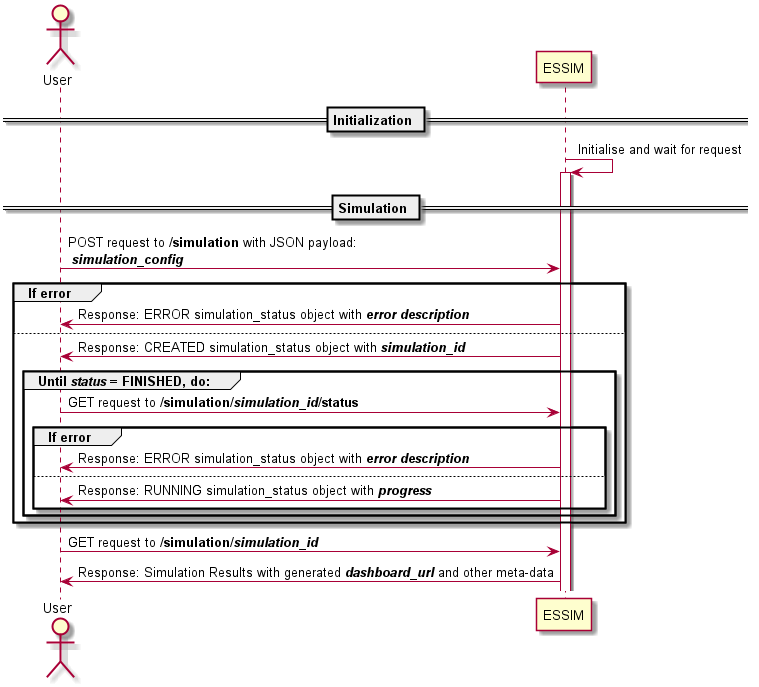 User
ESSIM
Initialization
Initialise and wait for request
Simulation
POST request to /simulation with JSON payload:
simulation_config
If error
Response: ERROR simulation_status object with error description
Response: CREATED simulation_status object with simulation_id
Until status = FINISHED, do:
GET request to /simulation/simulation_id/status
If error
Response: ERROR simulation_status object with error description
Response: RUNNING simulation_status object with progress
GET request to /simulation/simulation_id
Response: Simulation Results with generated dashboard_url and other meta-data
User
ESSIM